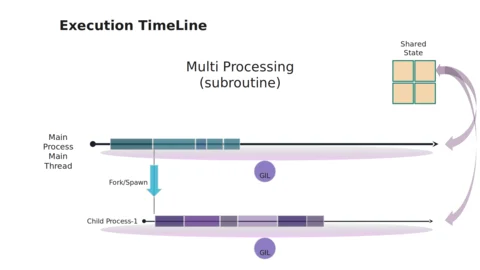 Execution TimeLine
Multi Processing
(subroutine)
Shared
State
Main
Process
Main
Thread
GIL
Fork/Spawn
Child Process-1
GIL